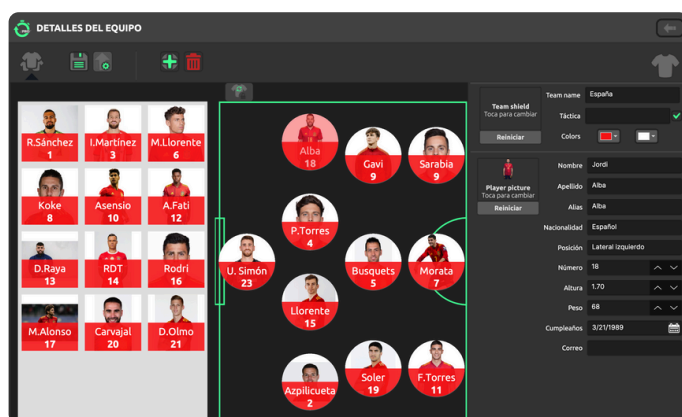 DETALLES DEL EQUIPO
R.Sánchez
1
I.Martínez
3
M.Llorente
6
Koke
8
Asensio
10
A.Fati
12
D.Raya
13
RDT
14
Rodri
16
M.Alonso
17
Carvajal
20
D.Olmo
21
Alba
18
Gavi
9
Sarabia
9
P.Torres
4
U. Simón
23
Busquets
5
Morata
7
Llorente
15
Azpilicueta
2
Soler
19
F.Torres
11
Team shield
Toca para cambiar
Reiniciar
Team name España
Táctica
Colors
Player picture
Toca para cambiar
Reiniciar
Nombre Jordi
Apellido Alba
Alias Alba
Nacionalidad Español
Posición Lateral izquierdo
Número 18
Altura 1.70
Peso 68
Cumpleaños 3/21/1989
Correo